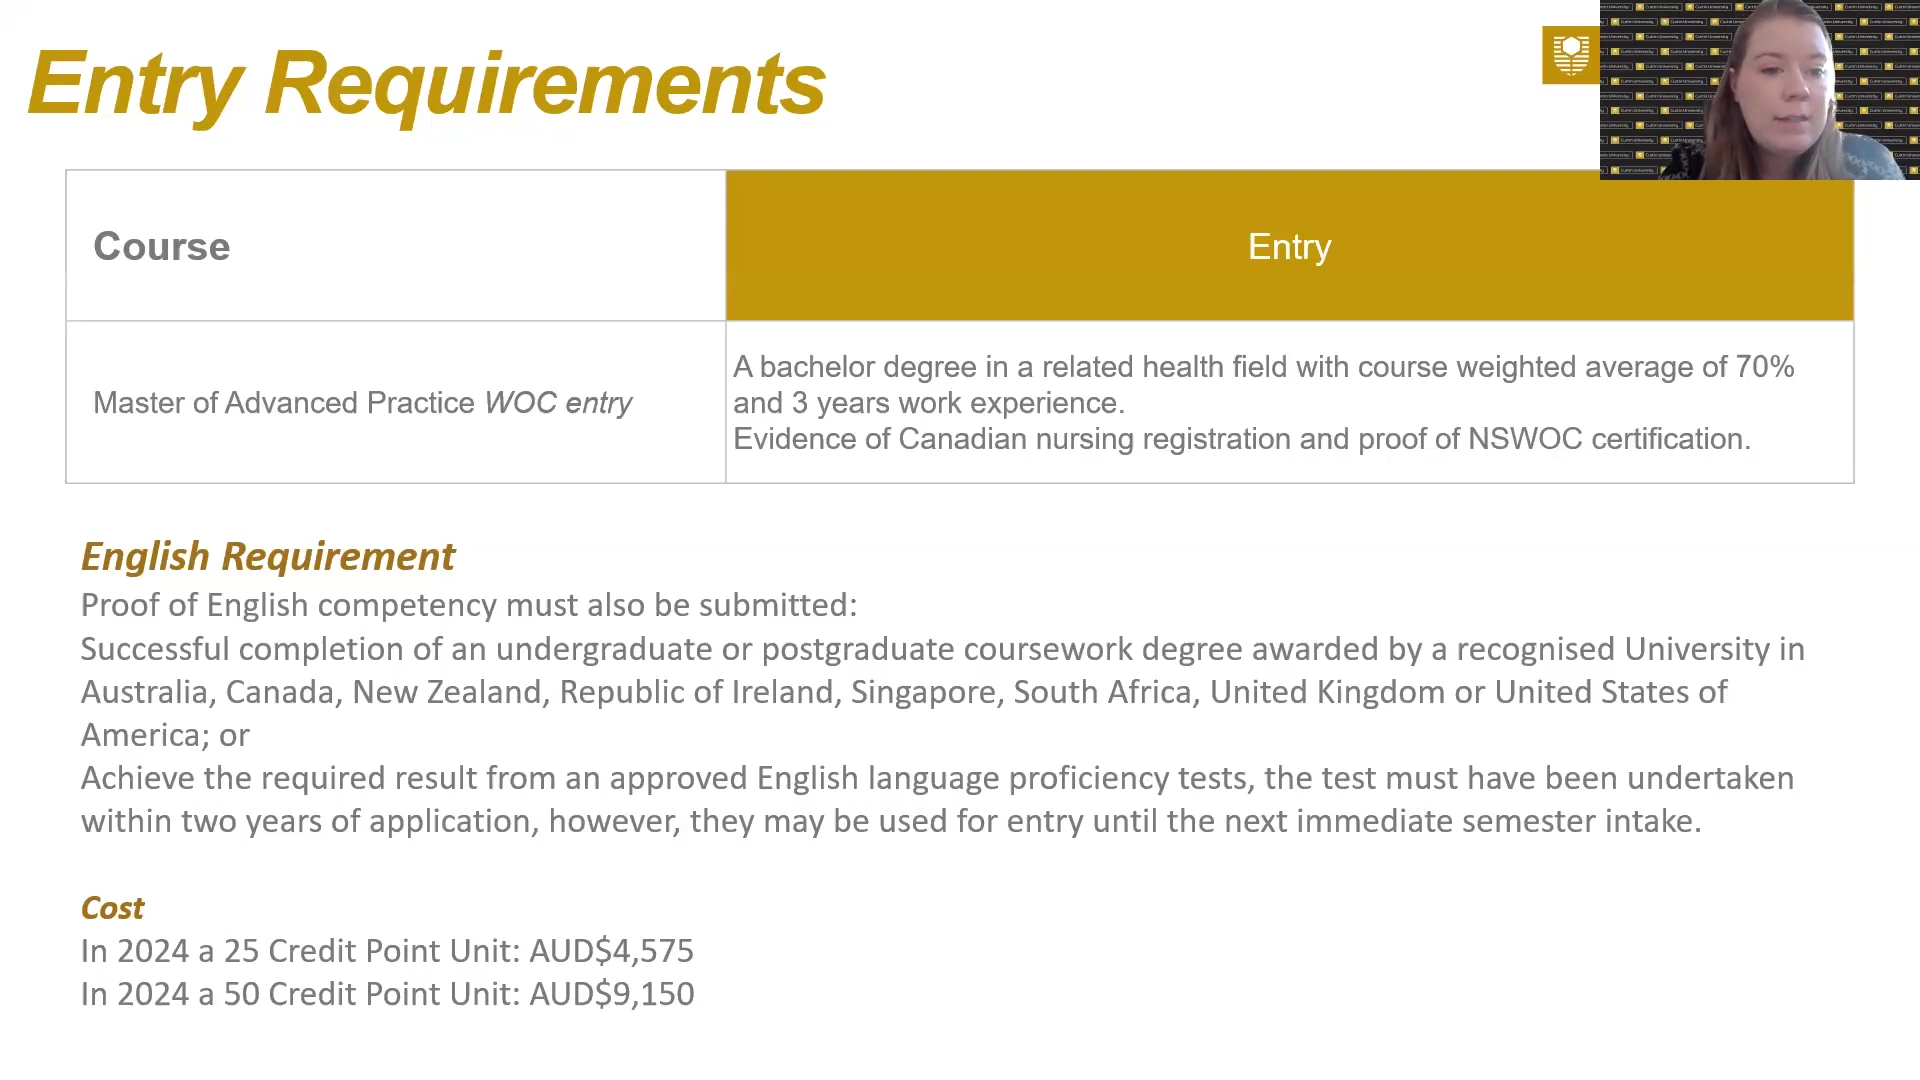 Entry Requirements
Course
Entry
Master of Advanced Practice WOC entry
A bachelor degree in a related health field with course weighted average of 70%
and 3 years work experience.
Evidence of Canadian nursing registration and proof of NSWOC certification.
English Requirement
Proof of English competency must also be submitted:
Successful completion of an undergraduate or postgraduate coursework degree awarded by a recognised University in
Australia, Canada, New Zealand, Republic of Ireland, Singapore, South Africa, United Kingdom or United States of
America; or
Achieve the required result from an approved English language proficiency tests, the test must have been undertaken
within two years of application, however, they may be used for entry until the next immediate semester intake.
Cost
In 2024 a 25 Credit Point Unit: AUD$4,575
In 2024 a 50 Credit Point Unit: AUD$9,150
Curtin University